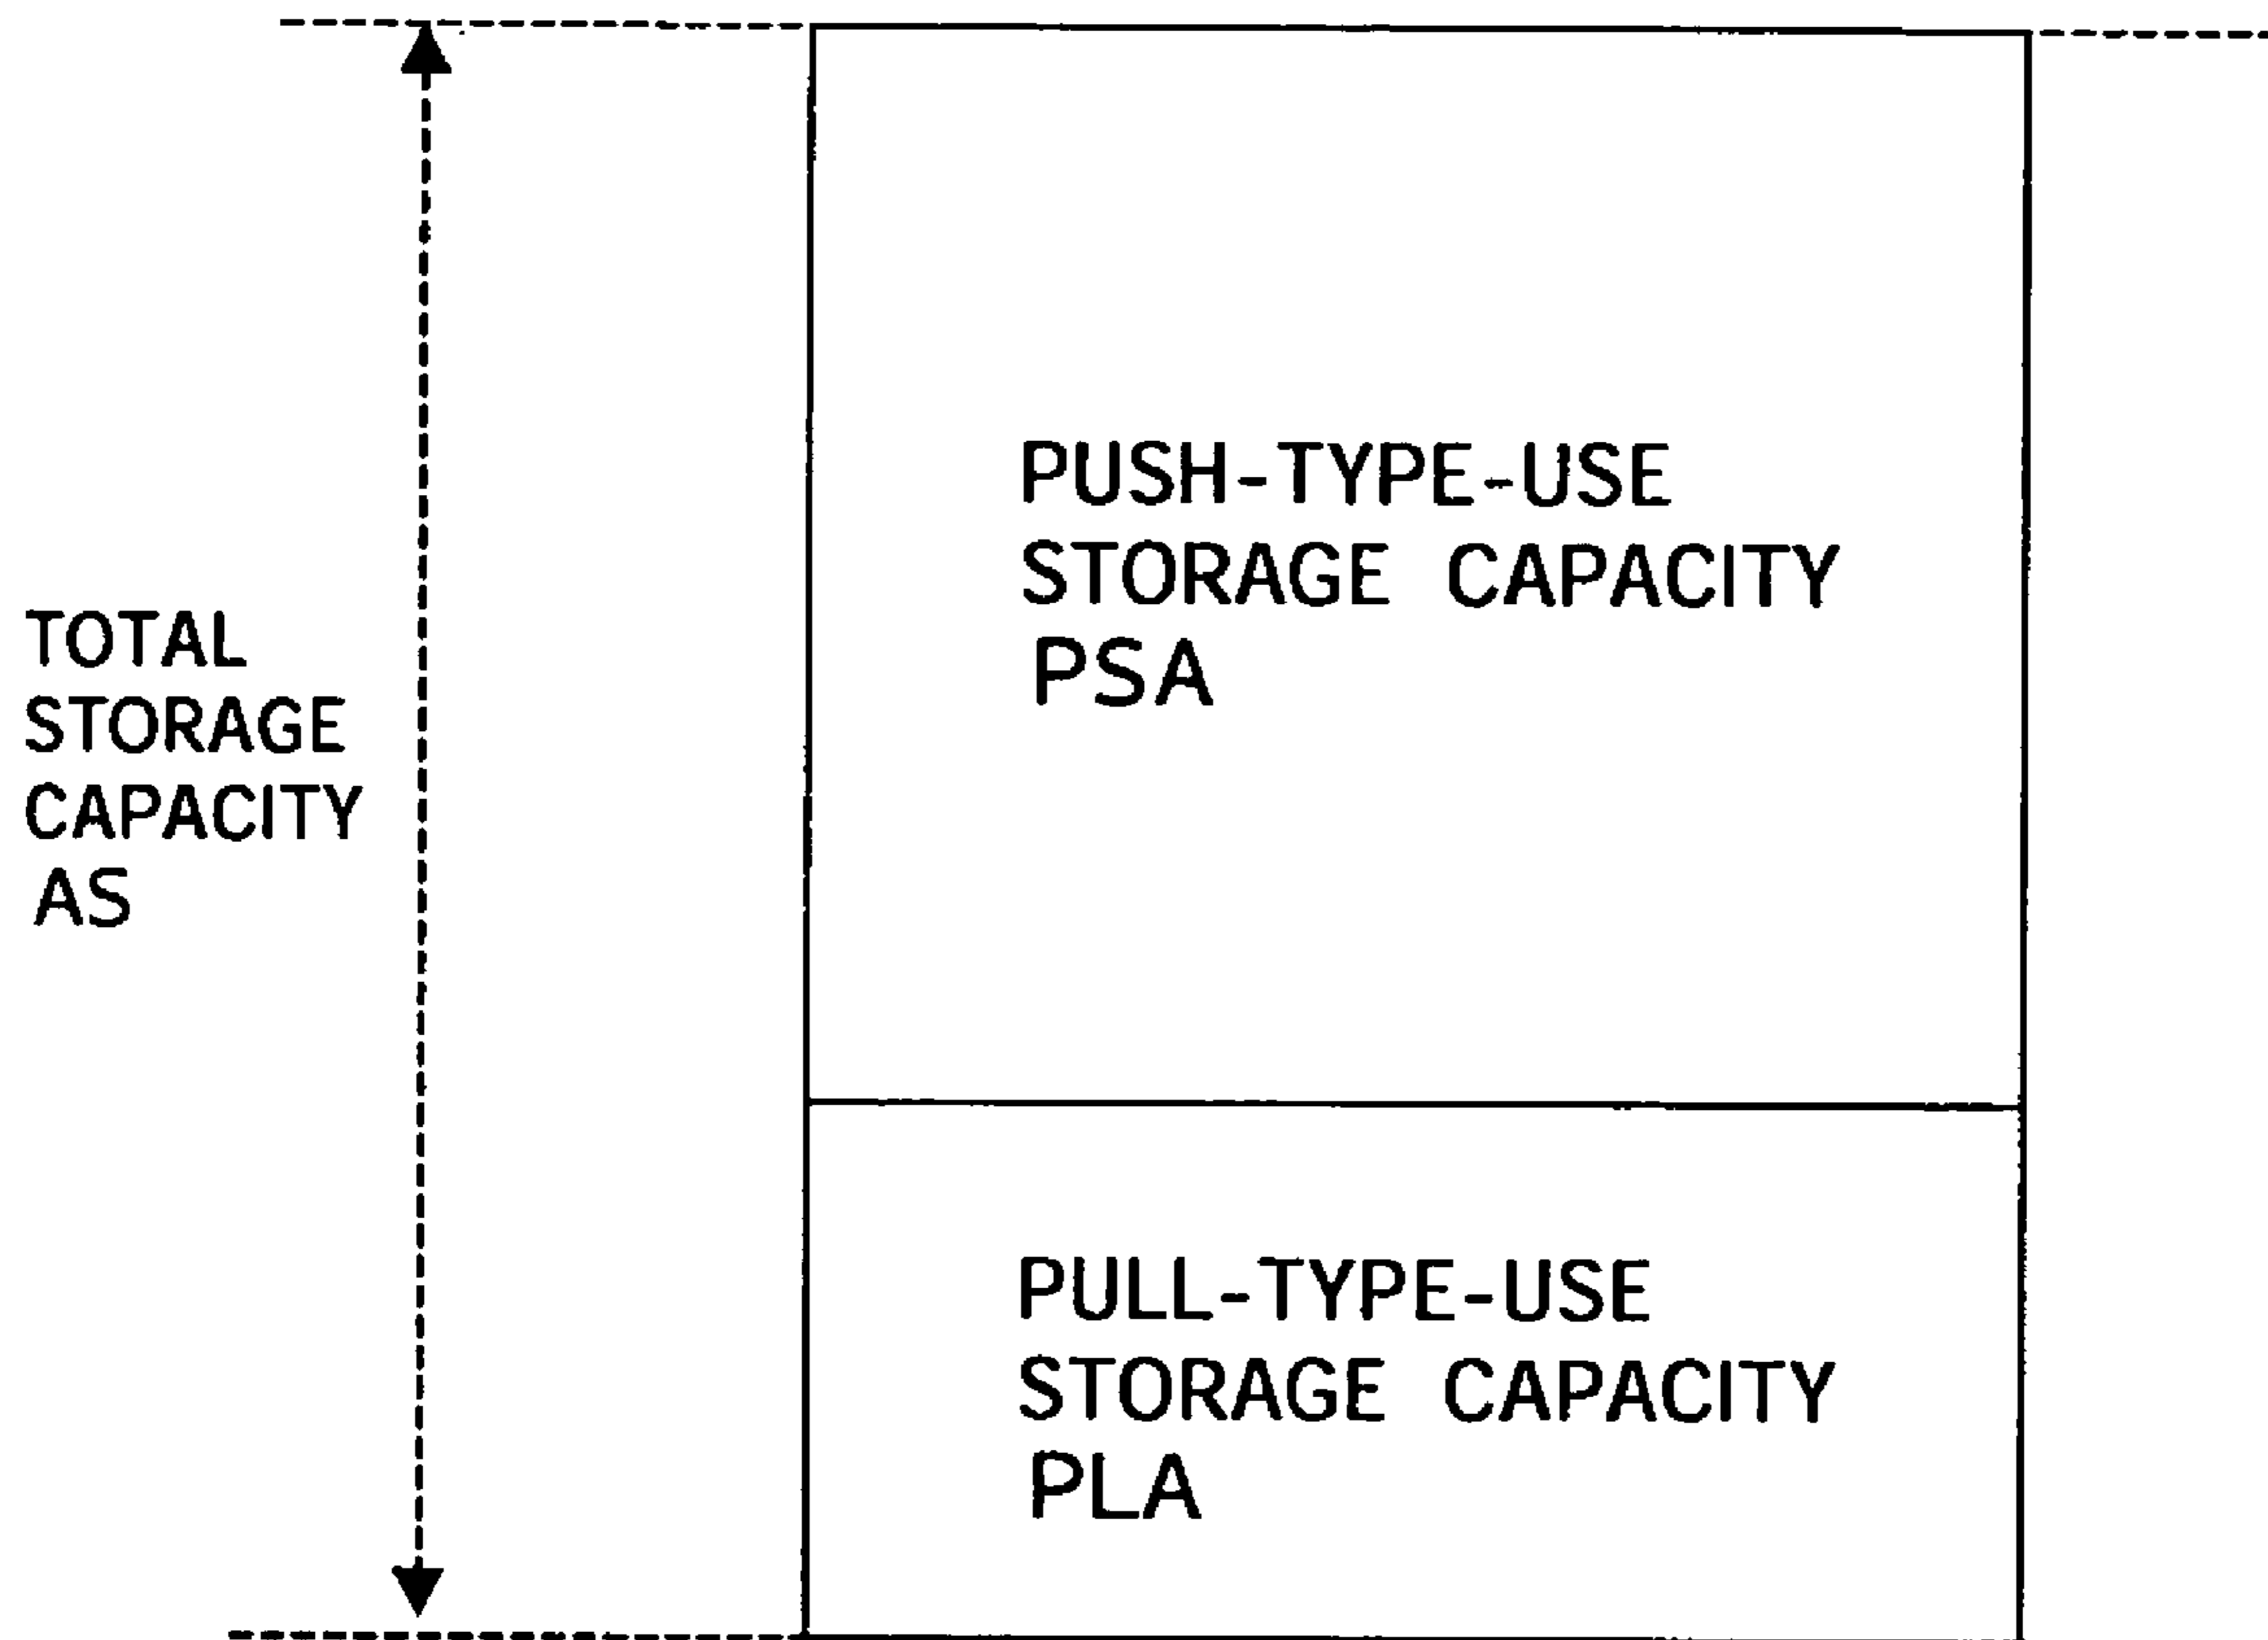 TOTAL
STORAGE
CAPACITY
AS
PUSH-TYPE-USE
STORAGE CAPACITY
PSA
PULL-TYPE-USE
STORAGE CAPACITY
PLA